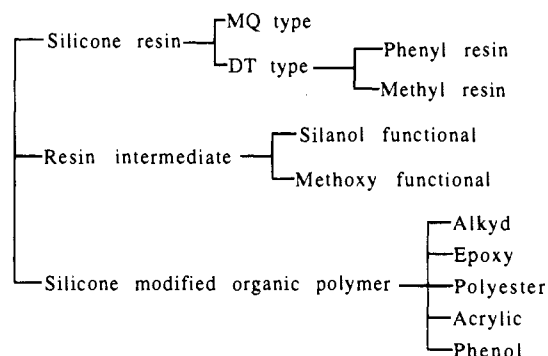 MQ type
Silicone resin
DT type
Phenyl resin
Methyl resin
Silanol functional
Resin intermediate
Methoxy functional
Alkyd
Epoxy
Silicone modified organic polymer
Polyester
Acrylic
Phenol